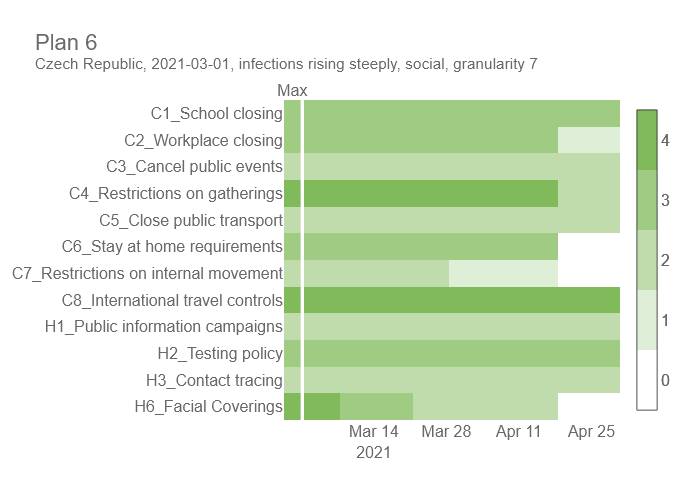 Plan 6
Czech Republic, 2021-03-01, infections rising steeply, social, granularity 7
Max
C1_School closing
C2_Workplace closing
C3_Cancel public events
C4_Restrictions on gatherings
C5_Close public transport
C6_Stay at home requirements
C7_Restrictions on internal movement
C8_International travel controls
H1_Public information campaigns
H2_Testing policy
H3_Contact tracing
H6_Facial Coverings
Mar 14 Mar 28 Apr 11 Apr 25
2021
4
3
2
1
0